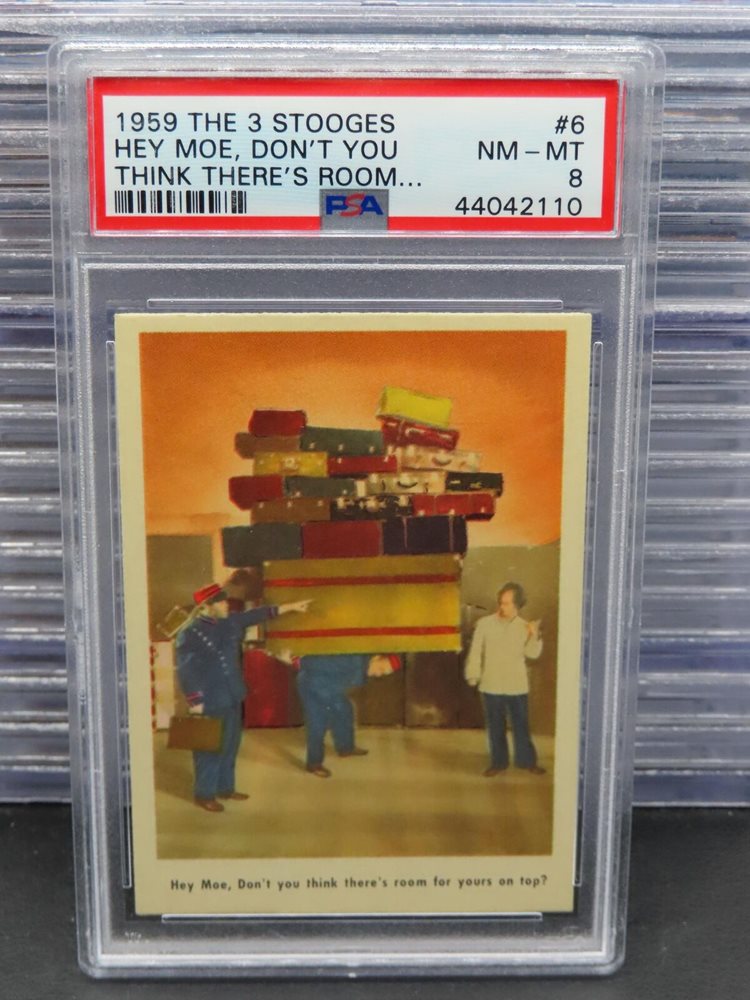 1959 THE 3 STOOGES #6
HEY MOE, DON'T YOU NM - MT
THINK THERE'S ROOM... 8
PSA 44042110
Hey Moe, Don't you think there's room for yours on top?